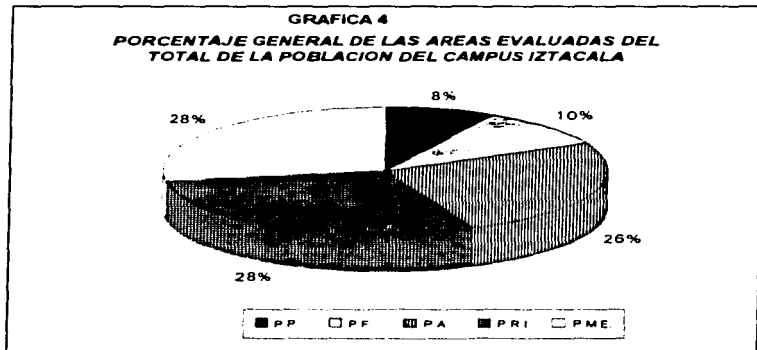 GRAFICA 4
PORCENTAJE GENERAL DE LAS AREAS EVALUADAS DEL
TOTAL DE LA POBLACION DEL CAMPUS IZTACALA
8%
28%
10%
26%
28%
PP PF PA PRI PME